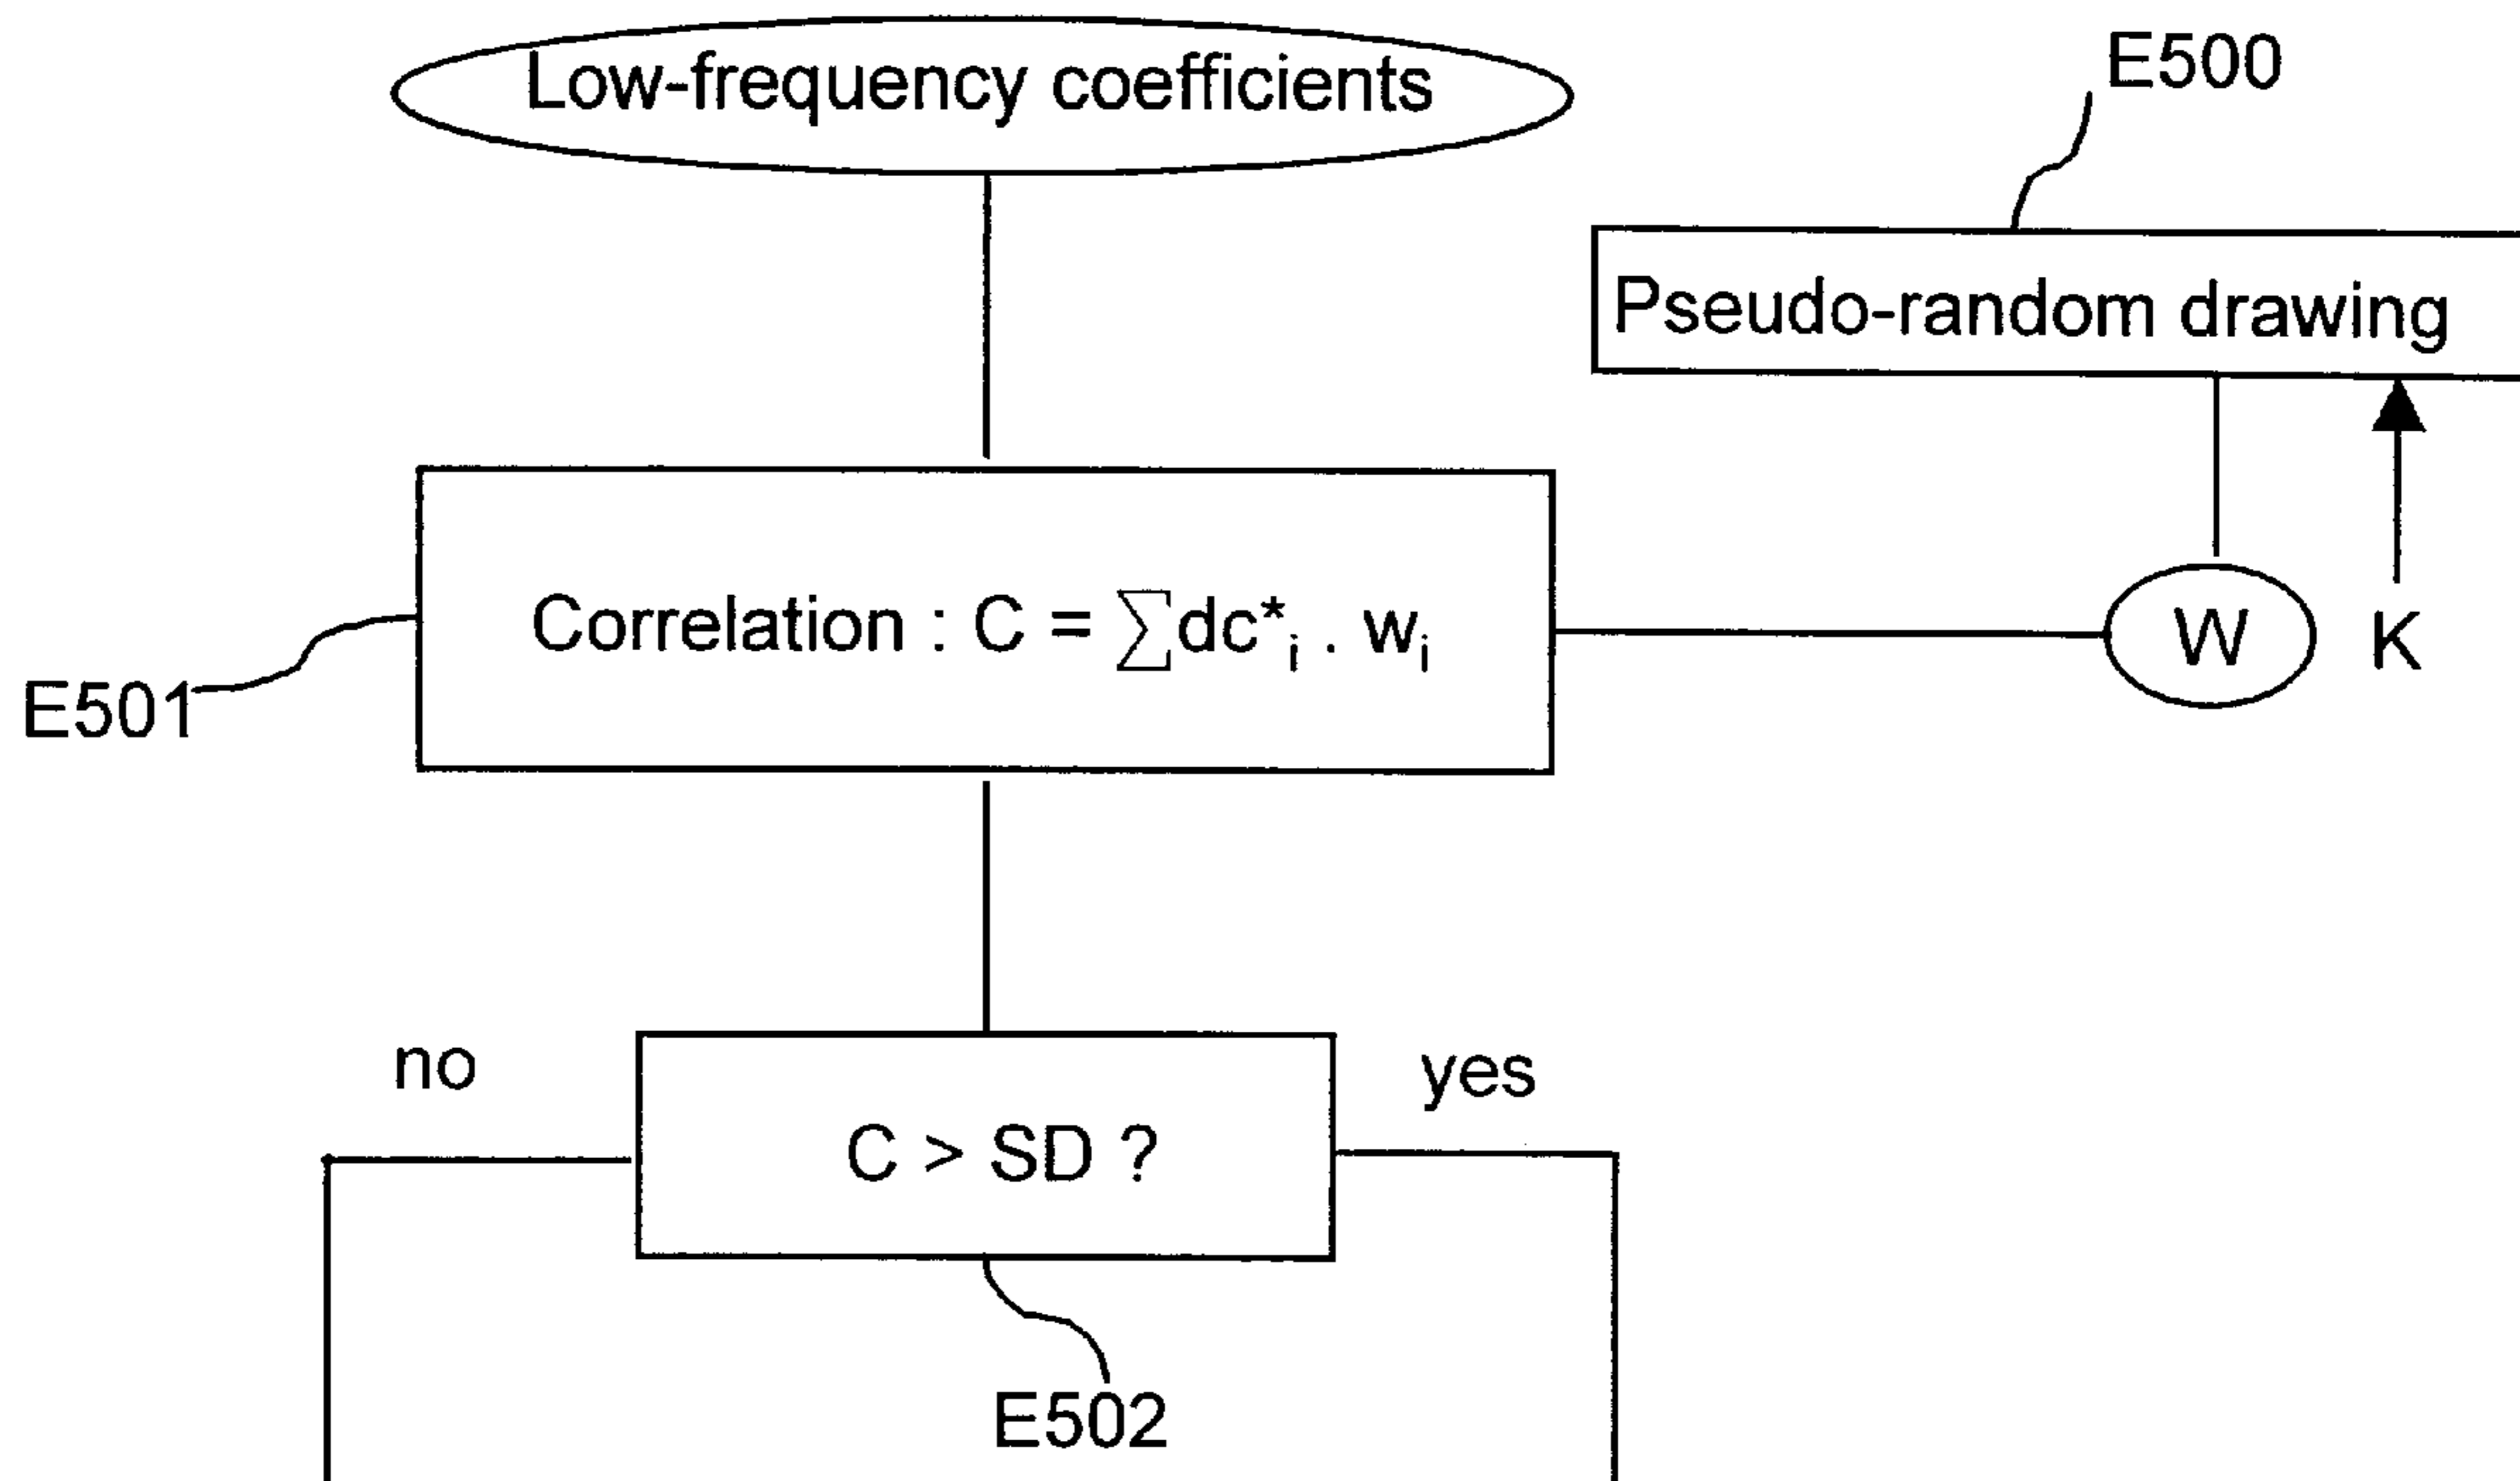 Low-frequency coefficients
E500
Pseudo-random drawing
Correlation : C = ∑dc*i . wi
W
K
E501
no
yes
C > SD ?
E502